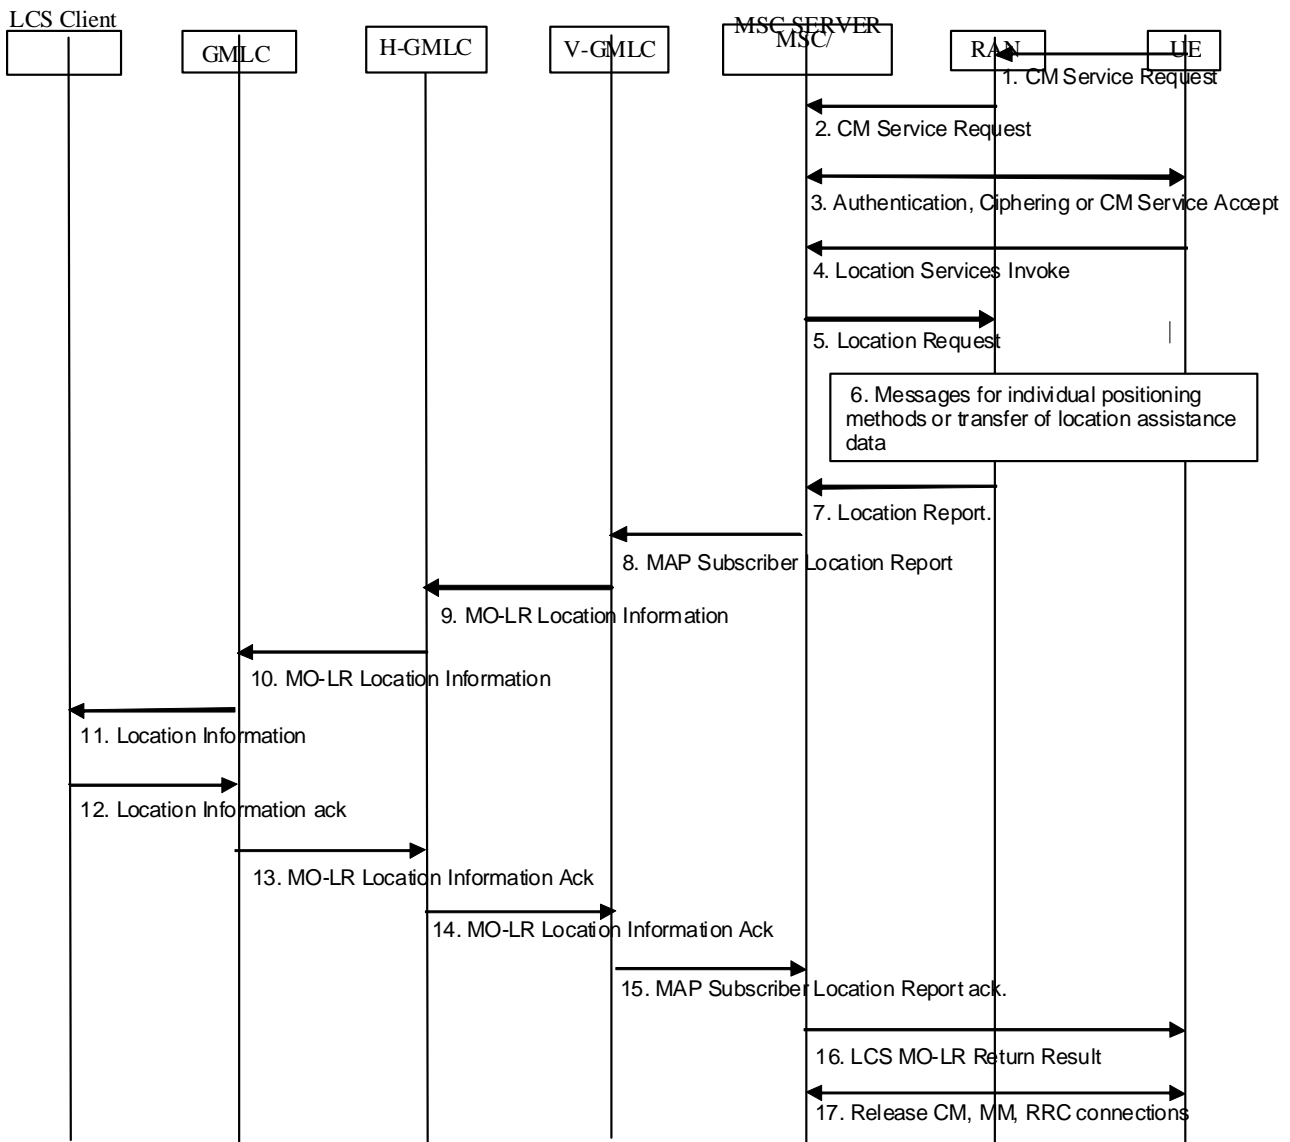 LCS Client
GMLC
H-GMLC
V-GMLC
MSC SERVER
MSC/
RAN
UE
1. CM Service Request
2. CM Service Request
3. Authentication, Ciphering or CM Service Accept
4. Location Services Invoke
5. Location Request
6. Messages for individual positioning
methods or transfer of location assistance
data
7. Location Report.
8. MAP Subscriber Location Report
9. MO-LR Location Information
10. MO-LR Location Information
11. Location Information
12. Location Information ack
13. MO-LR Location Information Ack
14. MO-LR Location Information Ack
15. MAP Subscriber Location Report ack.
16. LCS MO-LR Return Result
17. Release CM, MM, RRC connections